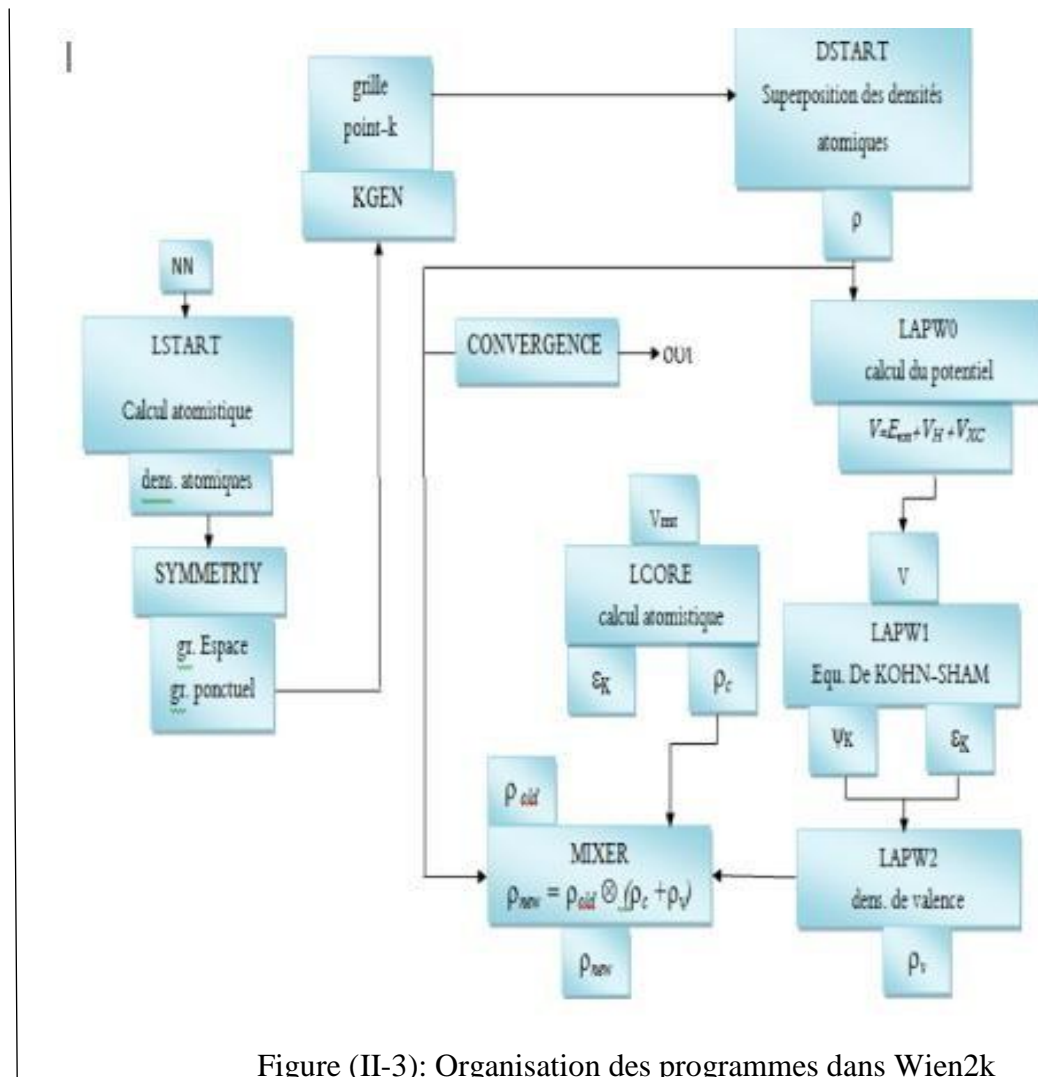 grille
point-k
KGEN
DSTART
Superposition des densités
atomiques
ρ
NN
LSTART
Calcul atomistique
dens. atomiques
SYMMETRIY
gr. Espace
gr. ponctuel
CONVERGENCE
OUI
LAPW0
calcul du potentiel
V +V_H +V_XC
V
LCORE
calcul atomistique
ε_K
ρ_c
LAPW1
Equ. De KOHN-SHAM
Ψ_K
ε_K
ρ old
MIXER
ρ_new = ρ_old ⊗ (ρ_c +ρ_v)
ρ_new
LAPW2
dens. de valence
ρ_v
Figure (II-3): Organisation des programmes dans Wien2k